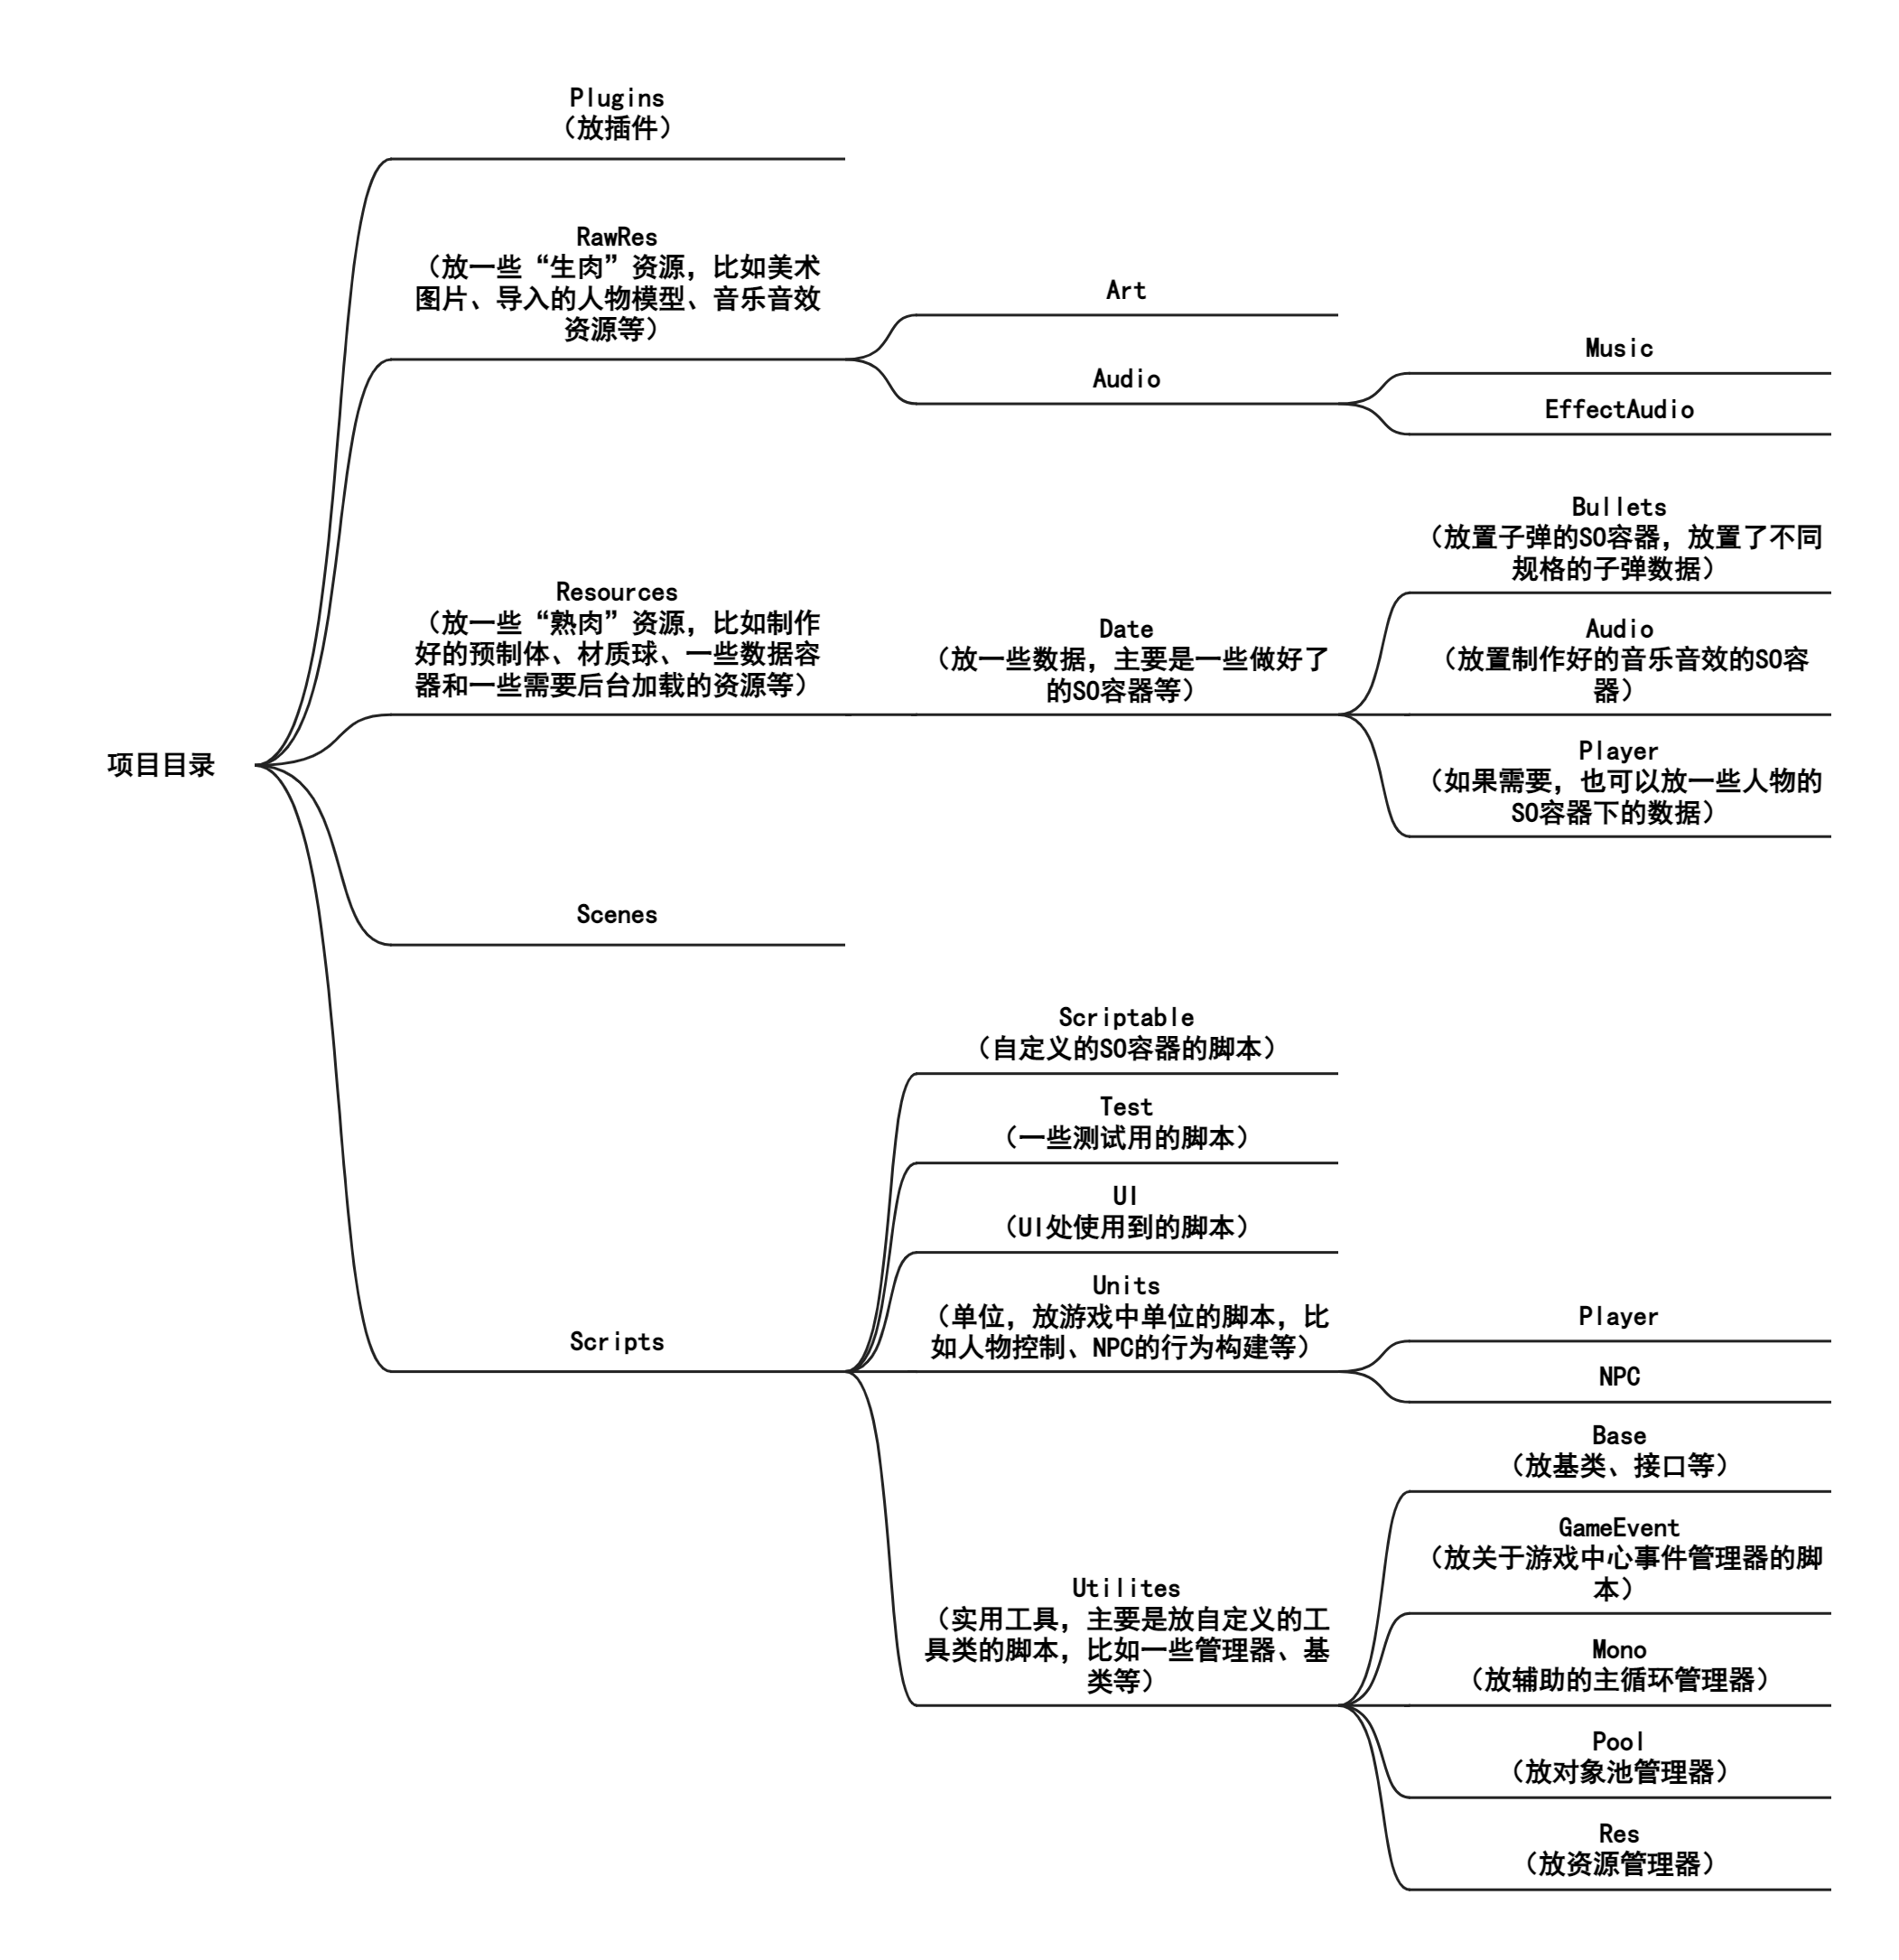 项目目录
Plugins
（放插件）
RawRes
（放一些“生肉”资源，比如美术
图片、导入的人物模型、音乐音效
资源等）
Art
Audio
Music
EffectAudio
Resources
（放一些“熟肉”资源，比如制作
好的预制体、材质球、一些数据容
器和一些需要后台加载的资源等）
Date
（放一些数据，主要是一些做好了
的SO容器等）
Bullets
（放置子弹的SO容器，放置了不同
规格的子弹数据）
Audio
（放置制作好的音乐音效的SO容
器）
Player
（如果需要，也可以放一些人物的
SO容器下的数据）
Scenes
Scripts
Scriptable
（自定义的SO容器的脚本）
Test
（一些测试用的脚本）
UI
（UI处使用到的脚本）
Units
（单位，放游戏中单位的脚本，比
如人物控制、NPC的行为构建等）
Player
NPC
Utilites
（实用工具，主要是放自定义的工
具类的脚本，比如一些管理器、基
类等）
Base
（放基类、接口等）
GameEvent
（放关于游戏中心事件管理器的脚
本）
Mono
（放辅助的主循环管理器）
Pool
（放对象池管理器）
Res
（放资源管理器）